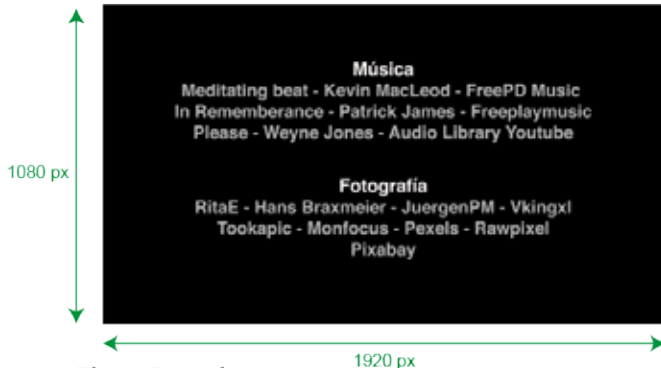 Música
Meditating beat - Kevin MacLeod - FreePD Music
In Rememberance - Patrick James - Freeplaymusic
Please - Weyne Jones - Audio Library Youtube
1080 px
Fotografía
RitaE - Hans Braxmeier - JuergenPM - Vkingxl
Tookapic - Monfocus - Pexels - Rawpixel
Pixabay
1920 px